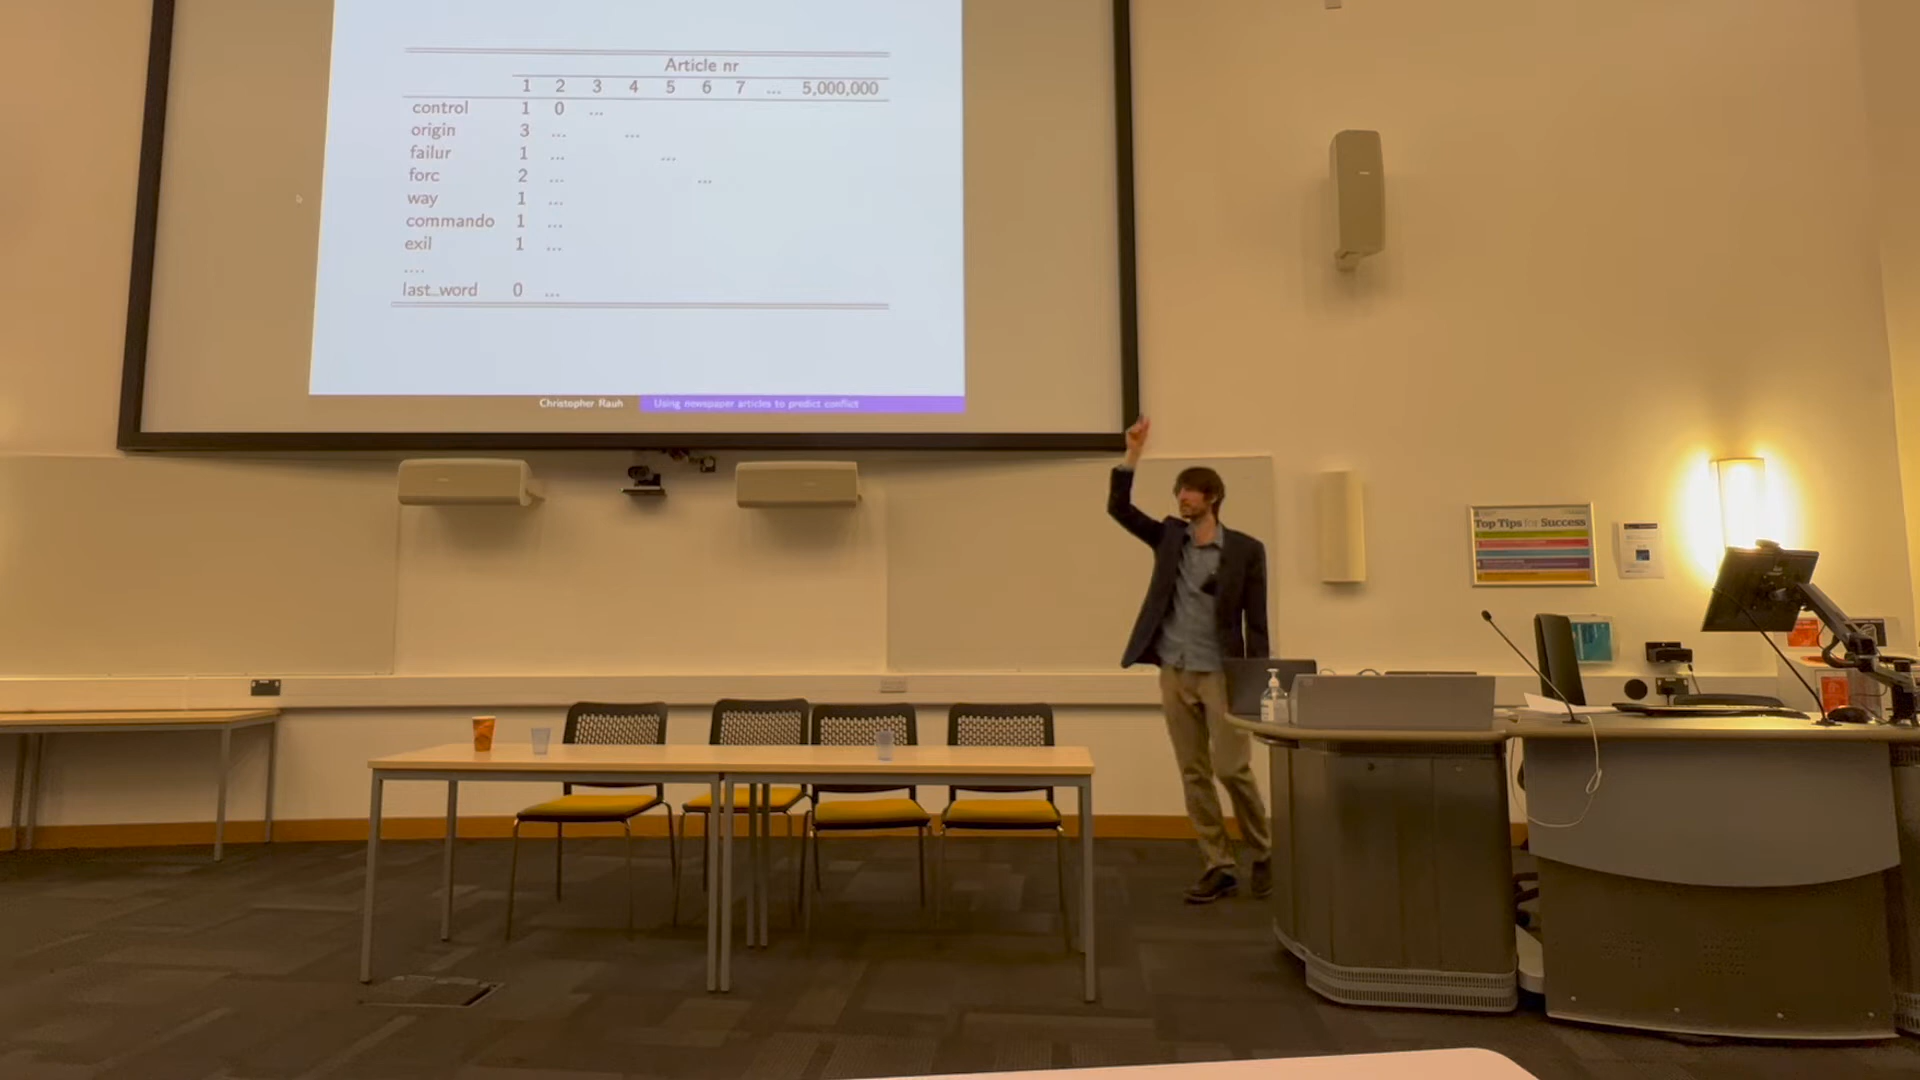 Article nr
1 2 3 4 5 6 7 ... 5,000,000
control 1 0 ...
origin 3 ... ...
failur 1 ... ...
forc 2 ... ...
way 1 ...
commando 1 ...
exil 1 ...
....
last_word 0 ...
Christopher Rauh Using newspaper articles to predict conflict
Top Tips for Success